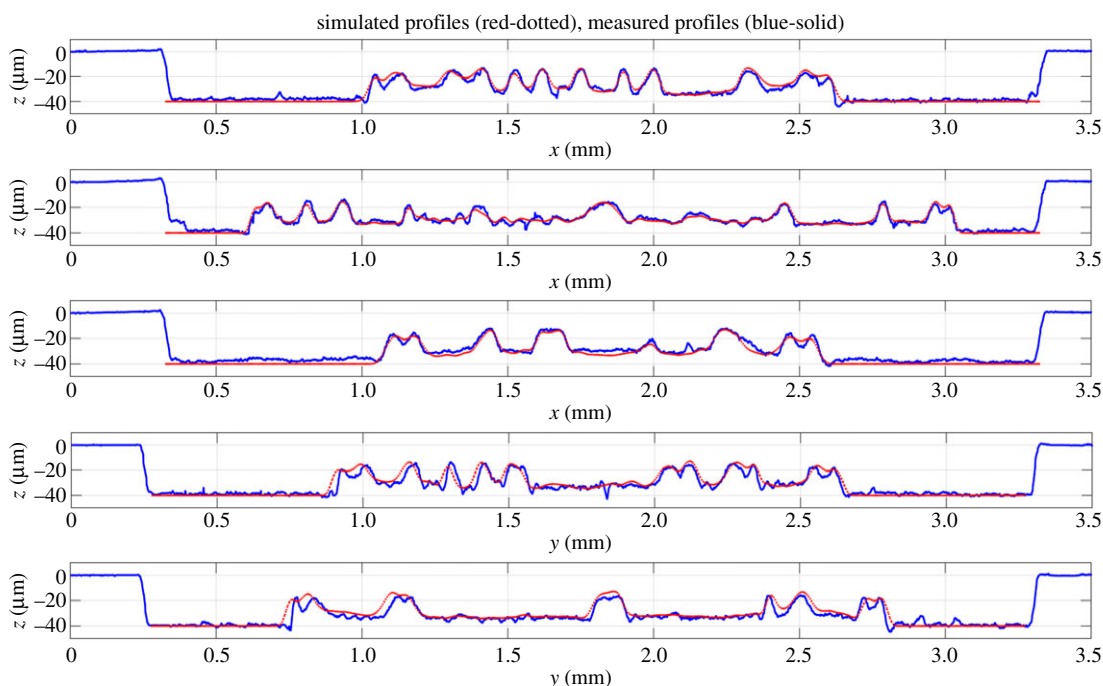 simulated profiles (red-dotted), measured profiles (blue-solid)
z (µm)
0
–20
–40
0 0.5 1.0 1.5 2.0 2.5 3.0 3.5
x (mm)
z (µm)
0
–20
–40
0 0.5 1.0 1.5 2.0 2.5 3.0 3.5
x (mm)
z (µm)
0
–20
–40
0 0.5 1.0 1.5 2.0 2.5 3.0 3.5
x (mm)
z (µm)
0
–20
–40
0 0.5 1.0 1.5 2.0 2.5 3.0 3.5
y (mm)
z (µm)
0
–20
–40
0 0.5 1.0 1.5 2.0 2.5 3.0 3.5
y (mm)